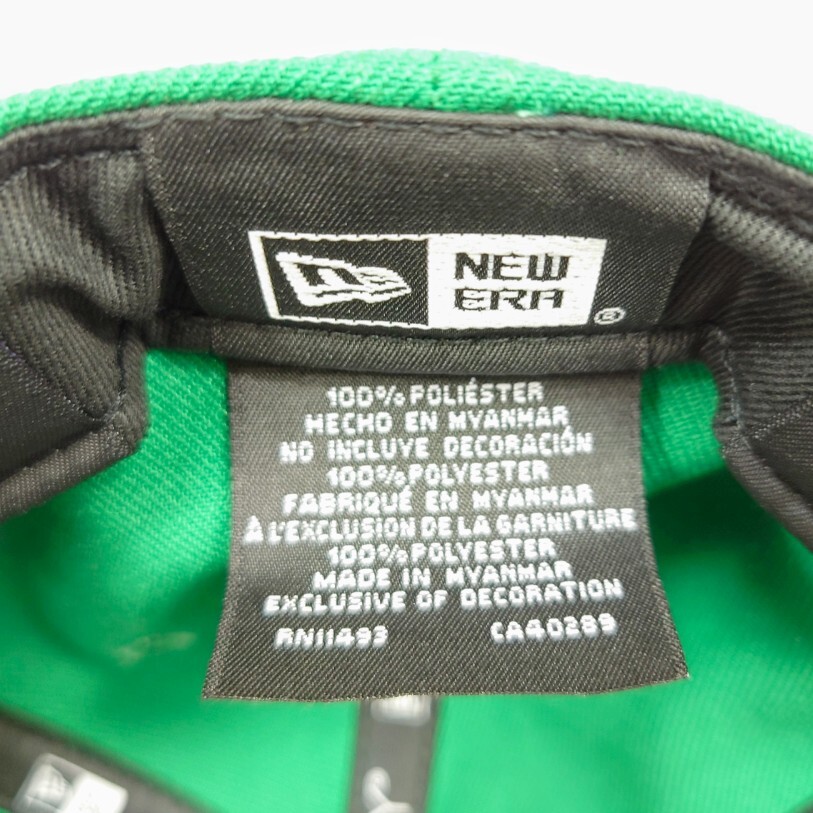 NEW
ERA
®
100% POLIÉSTER
HECHO EN MYANMAR
NO INCLUYE DECORACIÓN
100% POLYESTER
FABRIQUÉ EN MYANMAR
À L'EXCLUSION DE LA GARNITURE
100% POLYESTER
MADE IN MYANMAR
EXCLUSIVE OF DECORATION
RN11493 CA40289